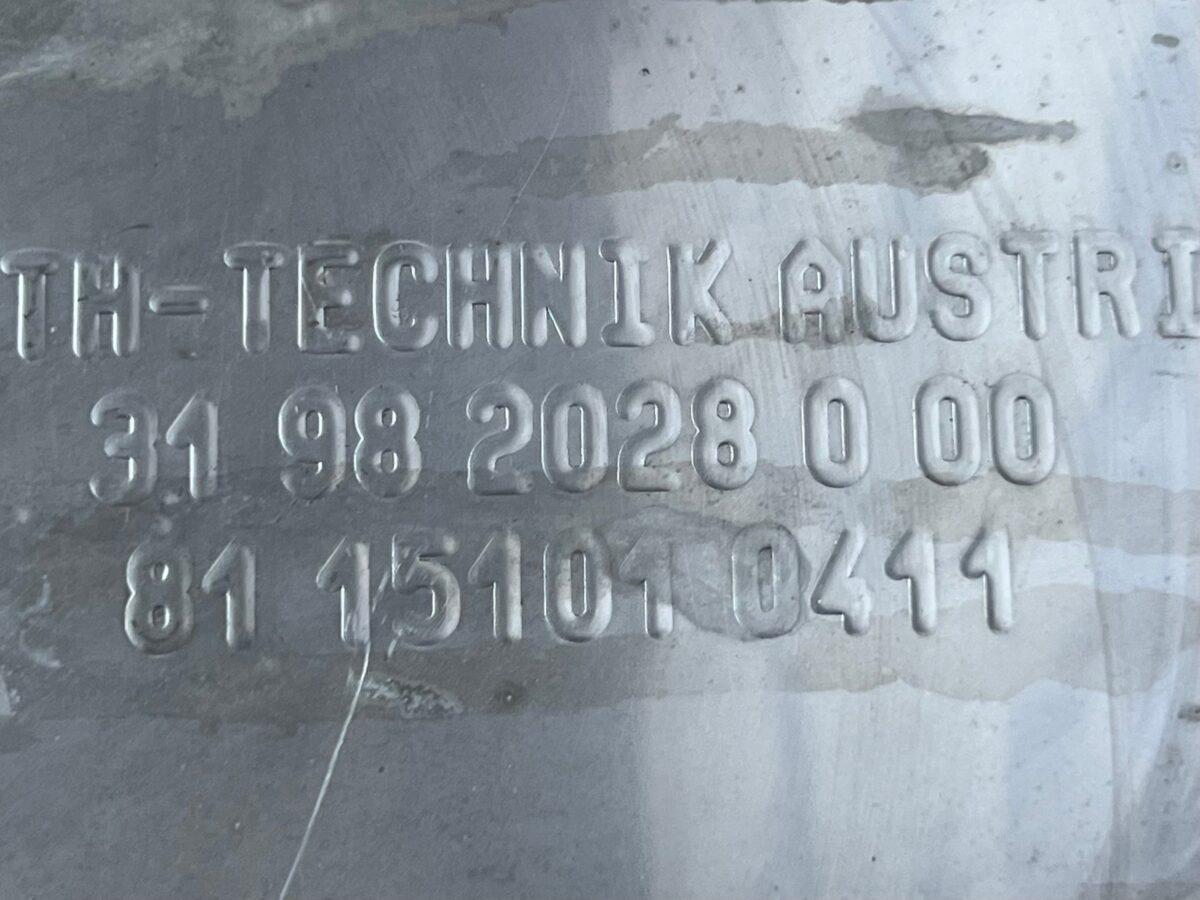 TH-TECHNIK AUSTRI
31 98 2028 0 00
81 15101 0411